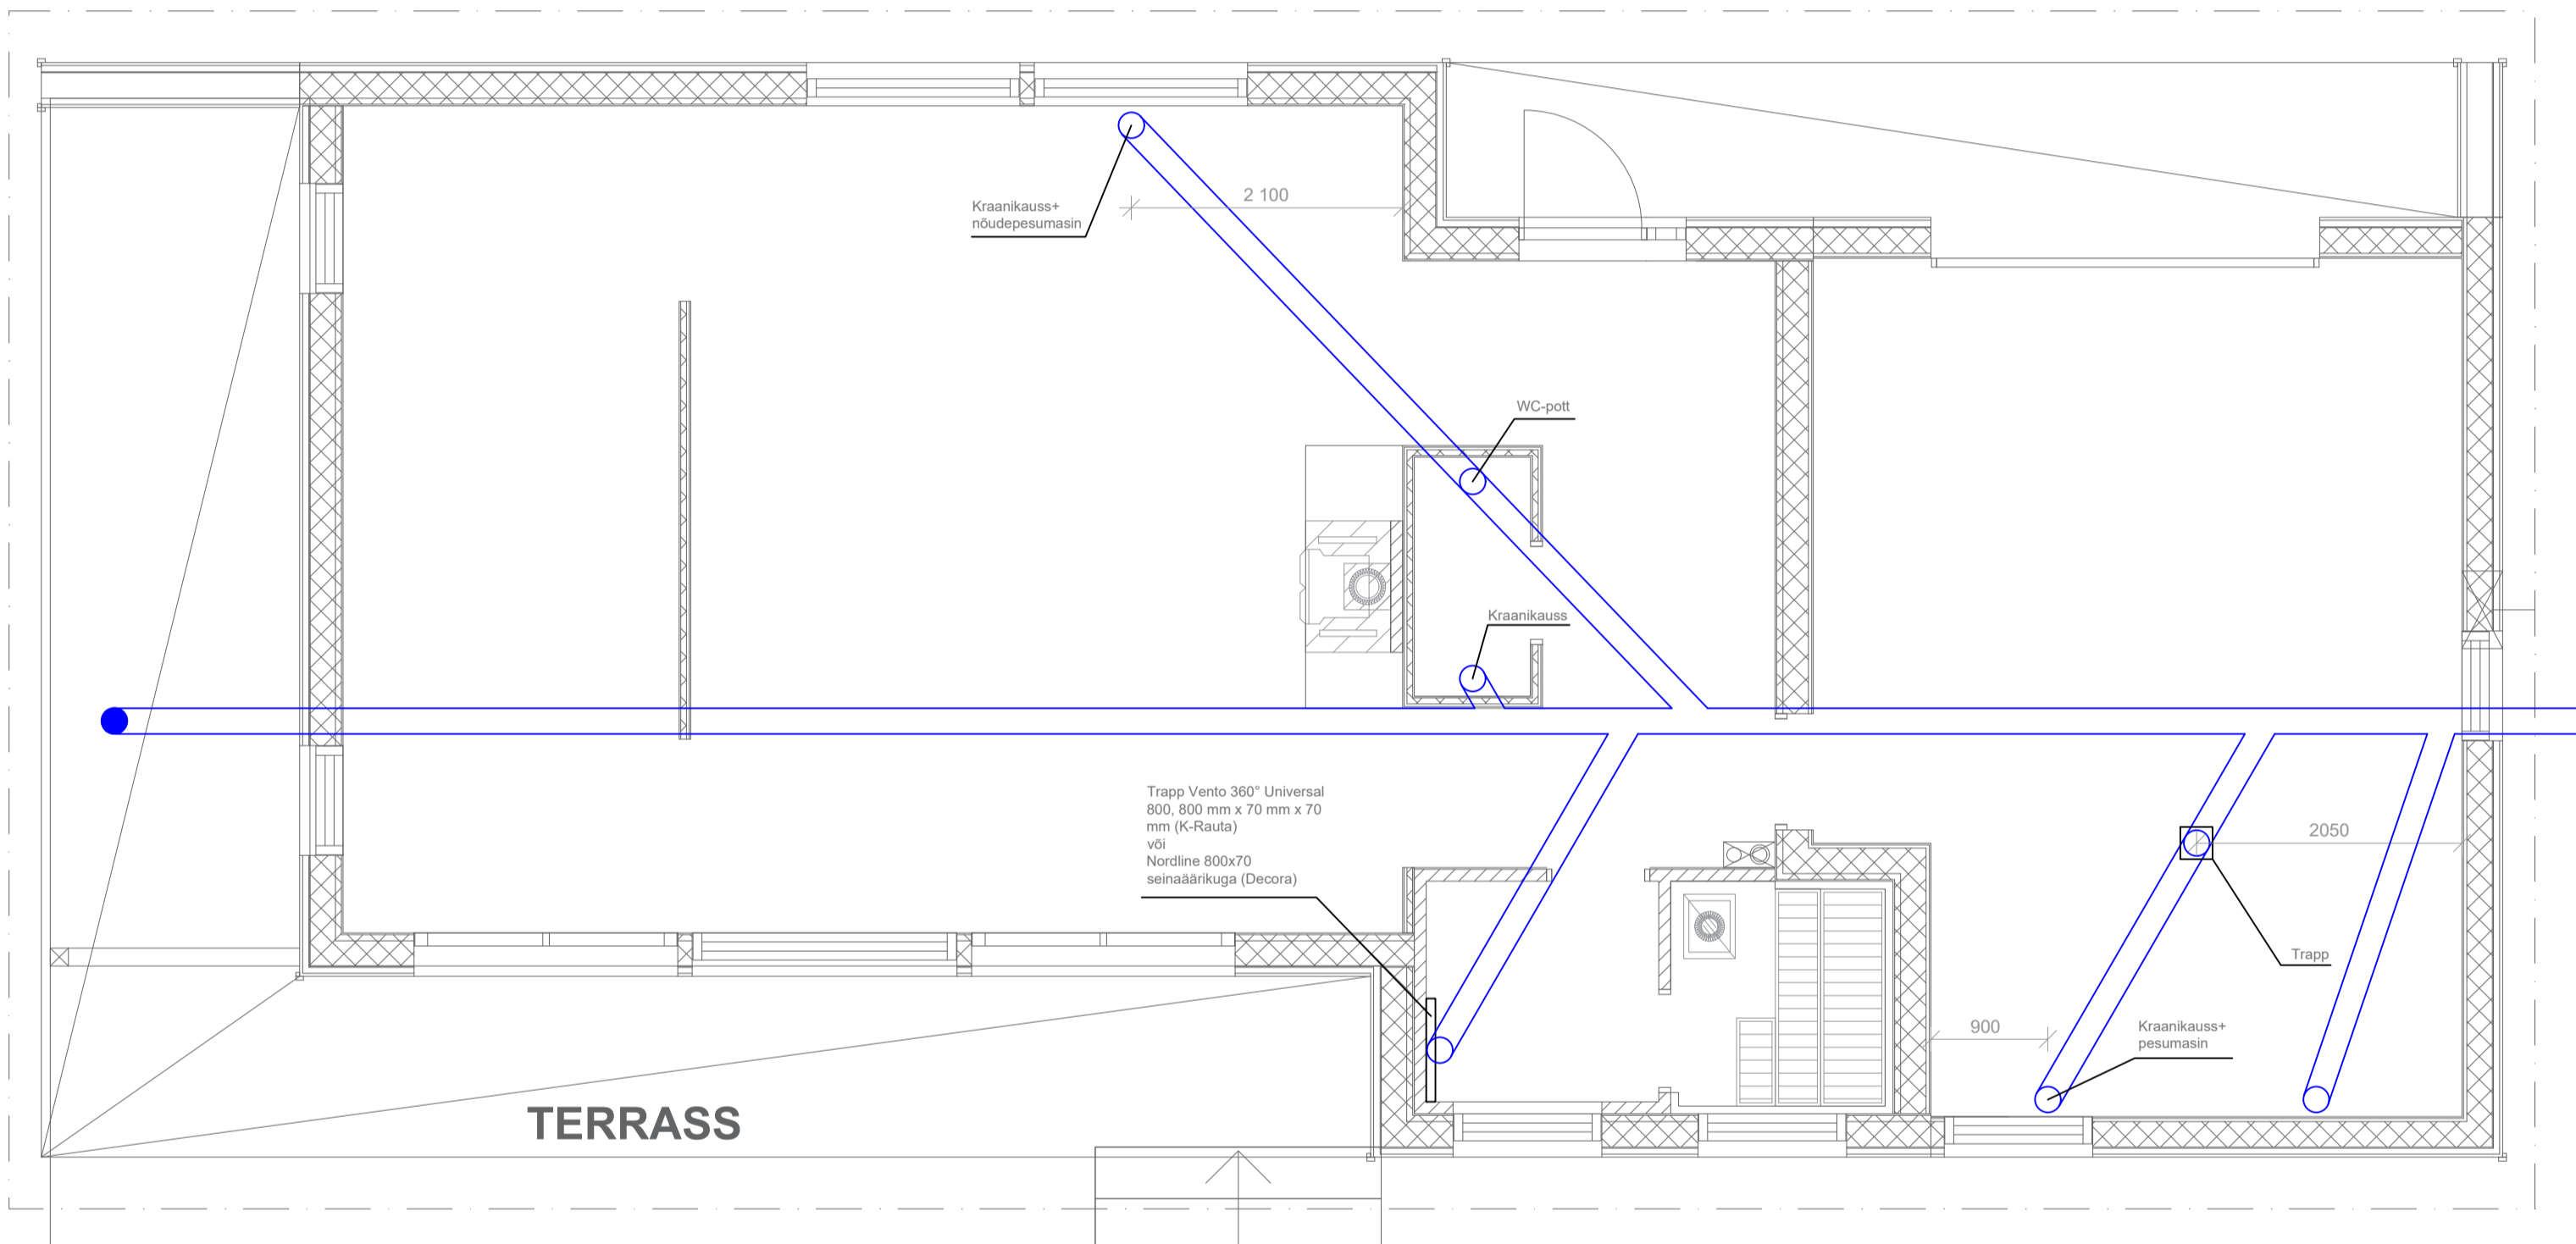 2 100
Kraanikauss+
nõudepesumasin
WC-pott
Kraanikauss
Trapp Vento 360° Universal
800, 800 mm x 70 mm x 70
mm (K-Rauta)
või
Nordline 800x70
seinaäärikuga (Decora)
2050
Trapp
900
Kraanikauss+
pesumasin
TERRASS